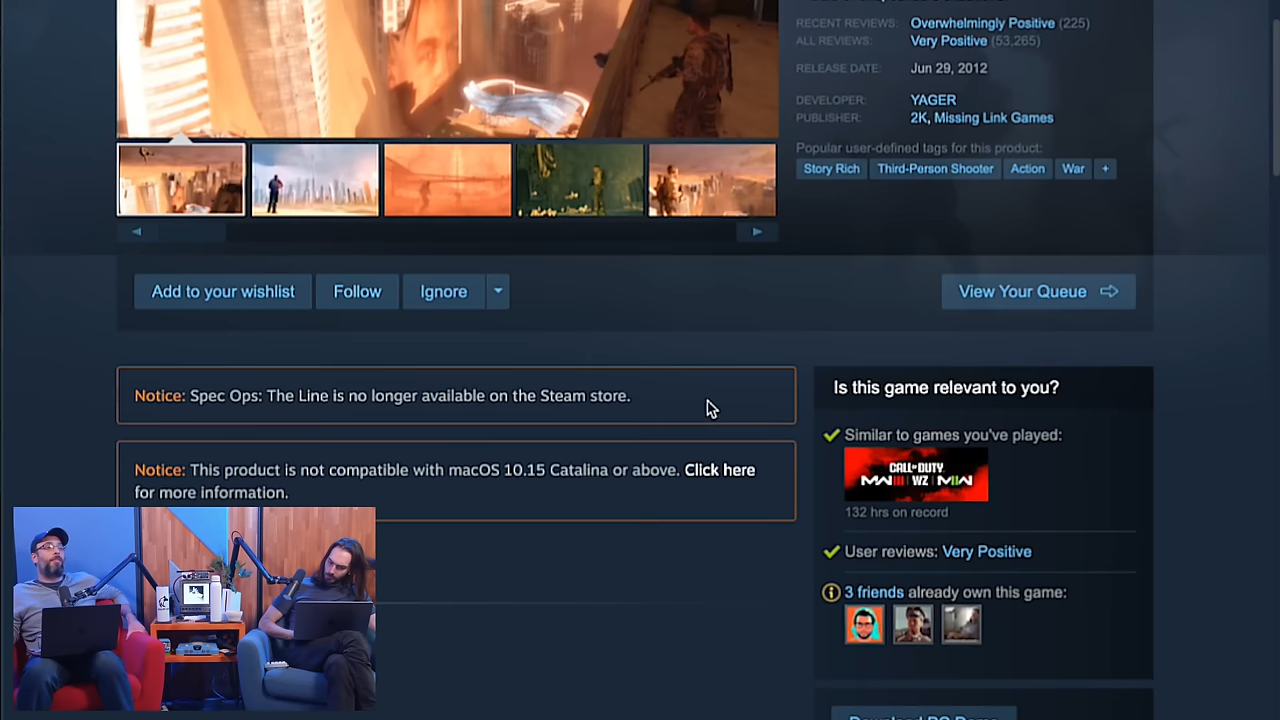 RECENT REVIEWS: Overwhelmingly Positive (225)
ALL REVIEWS: Very Positive (53,265)
RELEASE DATE: Jun 29, 2012
DEVELOPER: YAGER
PUBLISHER: 2K, Missing Link Games
Popular user-defined tags for this product:
Story Rich Third-Person Shooter Action War +
Add to your wishlist Follow Ignore View Your Queue
Notice: Spec Ops: The Line is no longer available on the Steam store.
Notice: This product is not compatible with macOS 10.15 Catalina or above. Click here
for more information.
Is this game relevant to you?
Similar to games you've played:
CALL OF DUTY
MWIII WZ MWII
132 hrs on record
User reviews: Very Positive
3 friends already own this game:
Download PC Demo